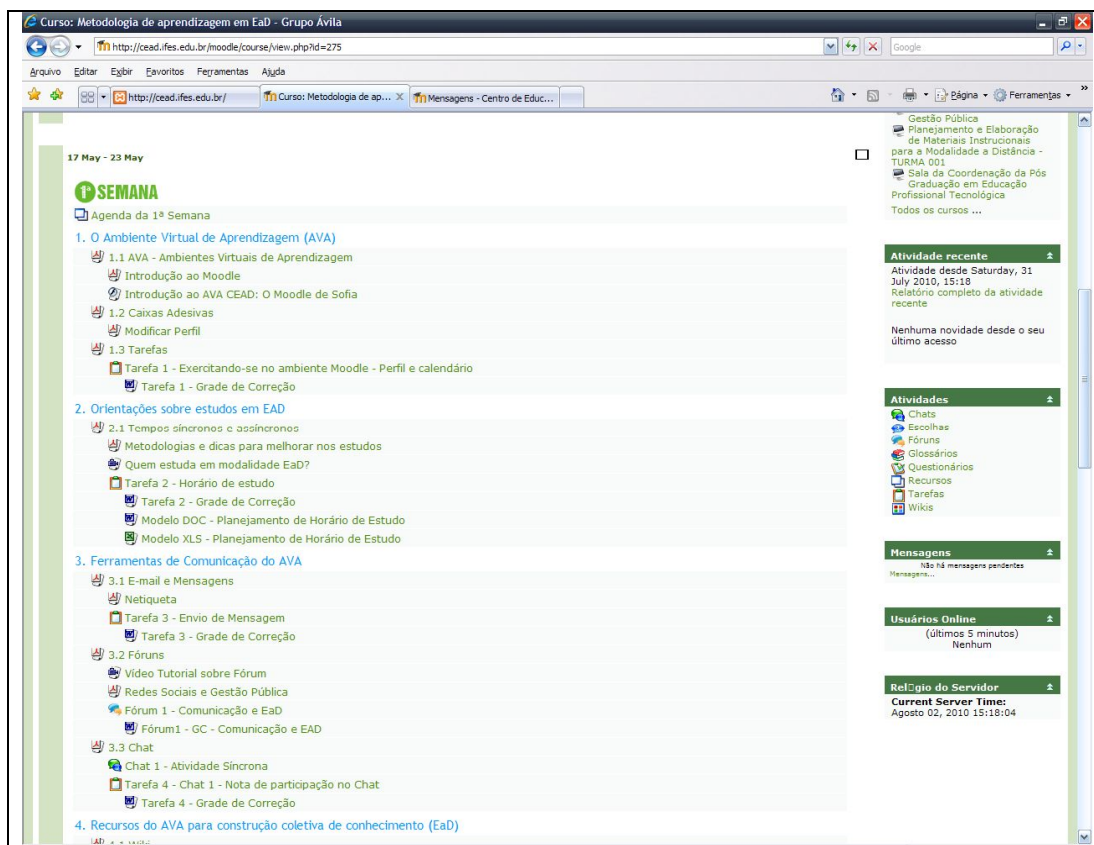 Curso: Metodologia de aprendizagem em EaD - Grupo Ávila
http://cead.ifes.edu.br/moodle/course/view.php?id=275
Google
Arquivo Editar Exibir Favoritos Ferramentas Ajuda
http://cead.ifes.edu.br/
Curso: Metodologia de ap...
Mensagens - Centro de Educ...
Página
Ferramentas
17 May - 23 May
1ª SEMANA
Agenda da 1ª Semana
1. O Ambiente Virtual de Aprendizagem (AVA)
1.1 AVA - Ambientes Virtuais de Aprendizagem
Introdução ao Moodle
Introdução ao AVA CEAD: O Moodle de Sofia
1.2 Caixas Adesivas
Modificar Perfil
1.3 Tarefas
Tarefa 1 - Exercitando-se no ambiente Moodle - Perfil e calendário
Tarefa 1 - Grade de Correção
2. Orientações sobre estudos em EAD
2.1 Tempos síncronos e assíncronos
Metodologias e dicas para melhorar nos estudos
Quem estuda em modalidade EaD?
Tarefa 2 - Horário de estudo
Tarefa 2 - Grade de Correção
Modelo DOC - Planejamento de Horário de Estudo
Modelo XLS - Planejamento de Horário de Estudo
3. Ferramentas de Comunicação do AVA
3.1 E-mail e Mensagens
Netiqueta
Tarefa 3 - Envio de Mensagem
Tarefa 3 - Grade de Correção
3.2 Fóruns
Vídeo Tutorial sobre Fórum
Redes Sociais e Gestão Pública
Fórum 1 - Comunicação e EaD
Fórum1 - GC - Comunicação e EAD
3.3 Chat
Chat 1 - Atividade Síncrona
Tarefa 4 - Chat 1 - Nota de participação no Chat
Tarefa 4 - Grade de Correção
4. Recursos do AVA para construção coletiva de conhecimento (EaD)
Gestão Pública
Planejamento e Elaboração
de Materiais Instrucionais
para a Modalidade a Distância -
TURMA 001
Sala da Coordenação da Pós
Graduação em Educação
Profissional Tecnológica
Todos os cursos ...
Atividade recente
Atividade desde Saturday, 31
July 2010, 15:18
Relatório completo da atividade
recente
Nenhuma novidade desde o seu
último acesso
Atividades
Chats
Escolhas
Fóruns
Glossários
Questionários
Recursos
Tarefas
Wikis
Mensagens
Não há mensagens pendentes
Mensagens...
Usuários Online
(últimos 5 minutos)
Nenhum
Rel□gio do Servidor
Current Server Time:
Agosto 02, 2010 15:18:04